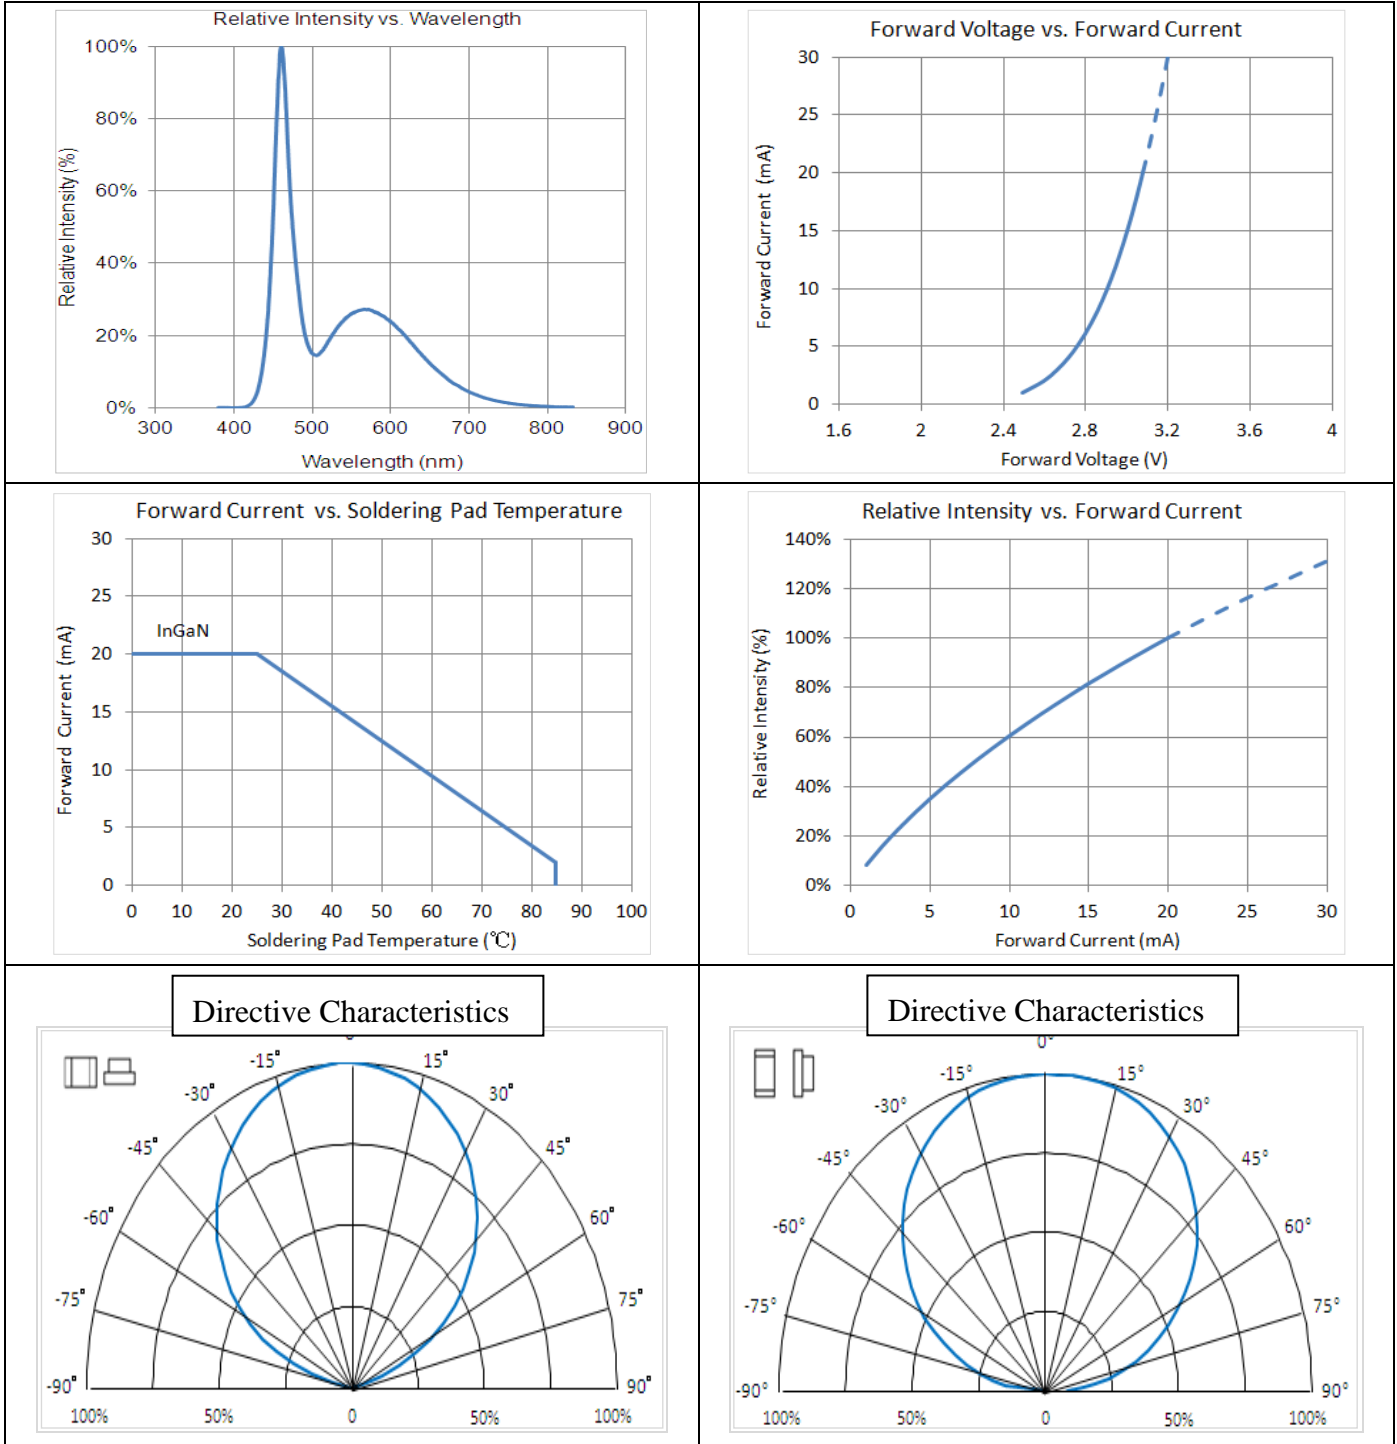 Relative Intensity vs. Wavelength
100%
80%
60%
40%
20%
0%
Relative Intensity (%)
300 400 500 600 700 800 900
Wavelength (nm)
Forward Voltage vs. Forward Current
30
25
20
15
10
5
0
Forward Current (mA)
1.6 2 2.4 2.8 3.2 3.6 4
Forward Voltage (V)
Forward Current vs. Soldering Pad Temperature
30
25
20
15
10
5
0
InGaN
Forward Current (mA)
0 10 20 30 40 50 60 70 80 90 100
Soldering Pad Temperature (℃)
Relative Intensity vs. Forward Current
140%
120%
100%
80%
60%
40%
20%
0%
Relative Intensity (%)
0 5 10 15 20 25 30
Forward Current (mA)
Directive Characteristics
-15° 15°
-30° 30°
-45° 45°
-60° 60°
-75° 75°
-90° 90°
100% 50% 0 50% 100%
Directive Characteristics
0°
-15° 15°
-30° 30°
-45° 45°
-60° 60°
-75° 75°
-90° 90°
100% 50% 0 50% 100%